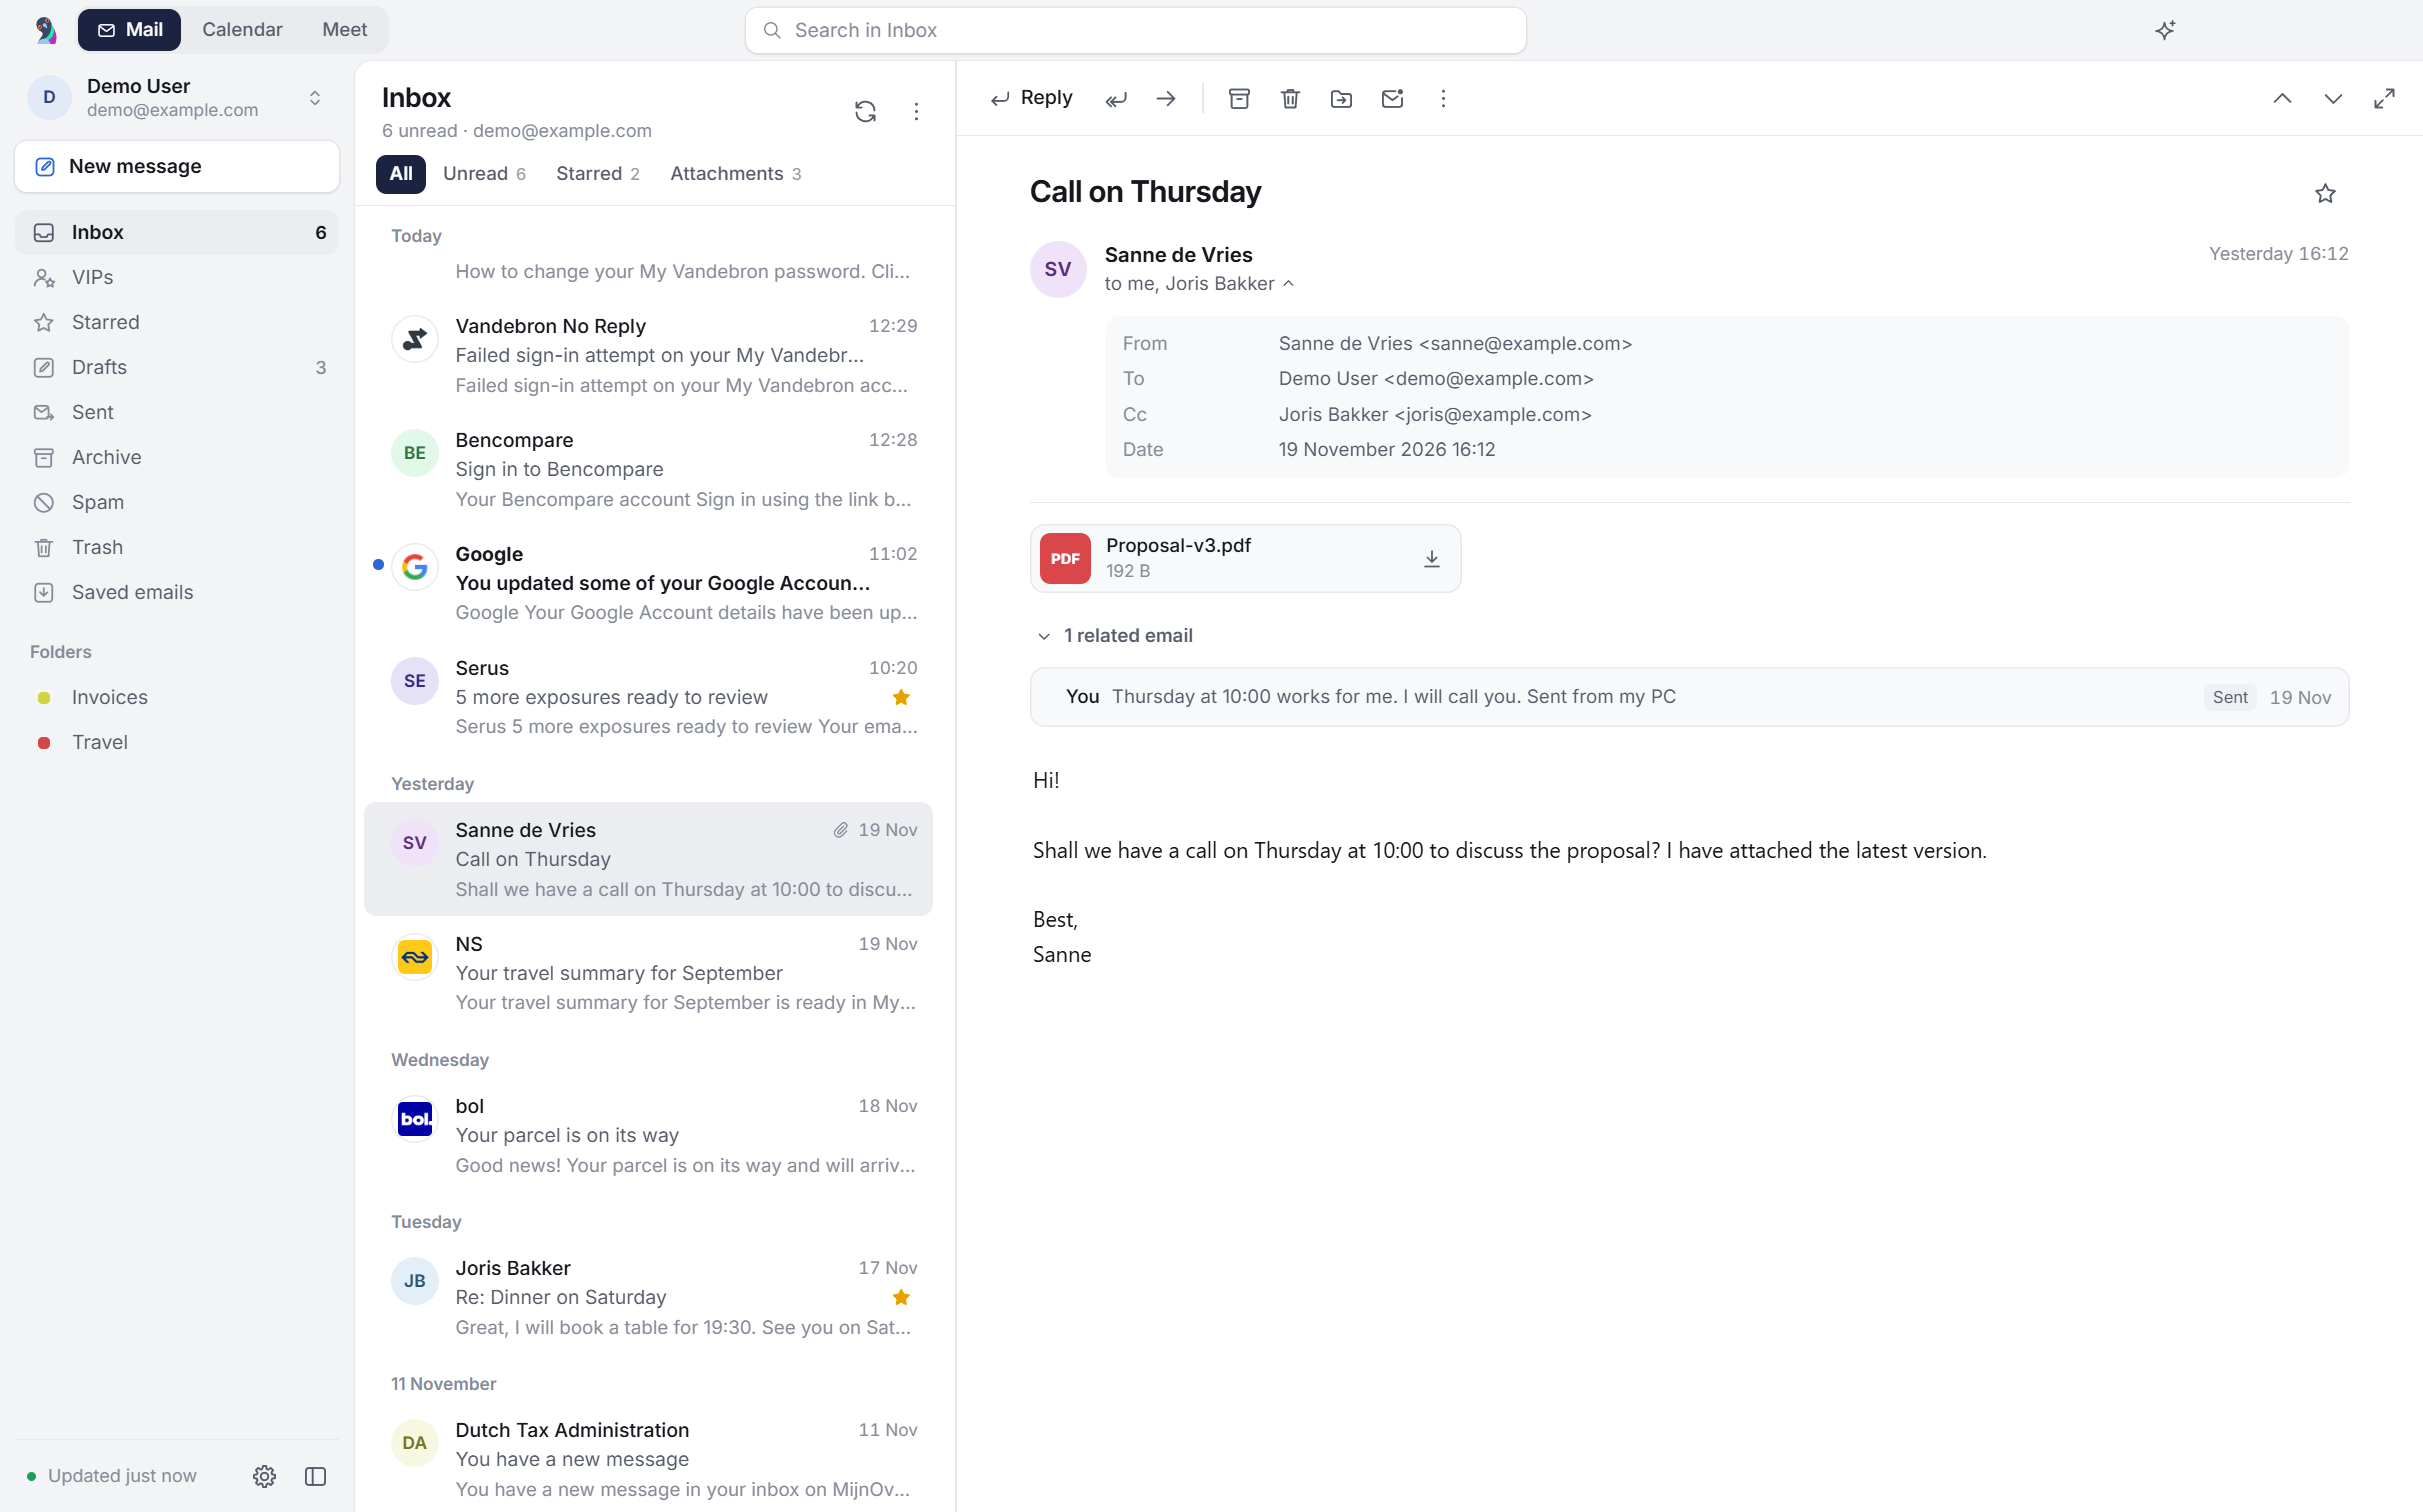 Mail
Calendar
Meet
Search in Inbox
D
Demo User
demo@example.com
New message
Inbox 6
VIPs
Starred
Drafts 3
Sent
Archive
Spam
Trash
Saved emails
Folders
Invoices
Travel
Updated just now
Inbox
6 unread · demo@example.com
All
Unread 6
Starred 2
Attachments 3
Today
How to change your My Vandebron password. Cli...
Vandebron No Reply 12:29
Failed sign-in attempt on your My Vandebr...
Failed sign-in attempt on your My Vandebron acc...
BE
Bencompare 12:28
Sign in to Bencompare
Your Bencompare account Sign in using the link b...
Google 11:02
You updated some of your Google Accoun...
Google Your Google Account details have been up...
SE
Serus 10:20
5 more exposures ready to review
Serus 5 more exposures ready to review Your ema...
Yesterday
SV
Sanne de Vries 19 Nov
Call on Thursday
Shall we have a call on Thursday at 10:00 to discu...
NS 19 Nov
Your travel summary for September
Your travel summary for September is ready in My...
Wednesday
bol.
bol 18 Nov
Your parcel is on its way
Good news! Your parcel is on its way and will arriv...
Tuesday
JB
Joris Bakker 17 Nov
Re: Dinner on Saturday
Great, I will book a table for 19:30. See you on Sat...
11 November
DA
Dutch Tax Administration 11 Nov
You have a new message
You have a new message in your inbox on MijnOv...
Reply
Call on Thursday
SV
Sanne de Vries Yesterday 16:12
to me, Joris Bakker
From Sanne de Vries <sanne@example.com>
To Demo User <demo@example.com>
Cc Joris Bakker <joris@example.com>
Date 19 November 2026 16:12
PDF
Proposal-v3.pdf
192 B
1 related email
You Thursday at 10:00 works for me. I will call you. Sent from my PC Sent 19 Nov
Hi!
Shall we have a call on Thursday at 10:00 to discuss the proposal? I have attached the latest version.
Best,
Sanne